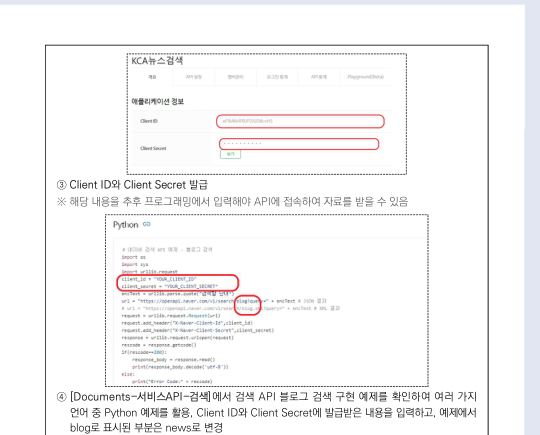 KCA뉴스검색
개요 API 설정 멤버관리 로그인 통계 API 통계 Playground(Beta)
애플리케이션 정보
Client ID
Client Secret
보기
③ Client ID와 Client Secret 발급
※ 해당 내용을 추후 프로그래밍에서 입력해야 API에 접속하여 자료를 받을 수 있음
Python
# 네이버 검색 API 예제 - 블로그 검색
import os
import sys
import urllib.request
client_id = "YOUR_CLIENT_ID"
client_secret = "YOUR_CLIENT_SECRET"
encText = urllib.parse.quote("검색할 단어")
url = "https://openapi.naver.com/v1/search/blog?query=" + encText # JSON 결과
# url = "https://openapi.naver.com/v1/search/blog.xml?query=" + encText # XML 결과
request = urllib.request.Request(url)
request.add_header("X-Naver-Client-Id",client_id)
request.add_header("X-Naver-Client-Secret",client_secret)
response = urllib.request.urlopen(request)
rescode = response.getcode()
if(rescode==200):
response_body = response.read()
print(response_body.decode('utf-8'))
else:
print("Error Code:" + rescode)
④ [Documents-서비스API-검색]에서 검색 API 블로그 검색 구현 예제를 확인하여 여러 가지
언어 중 Python 예제를 활용, Client ID와 Client Secret에 발급받은 내용을 입력하고, 예제에서
blog로 표시된 부분은 news로 변경